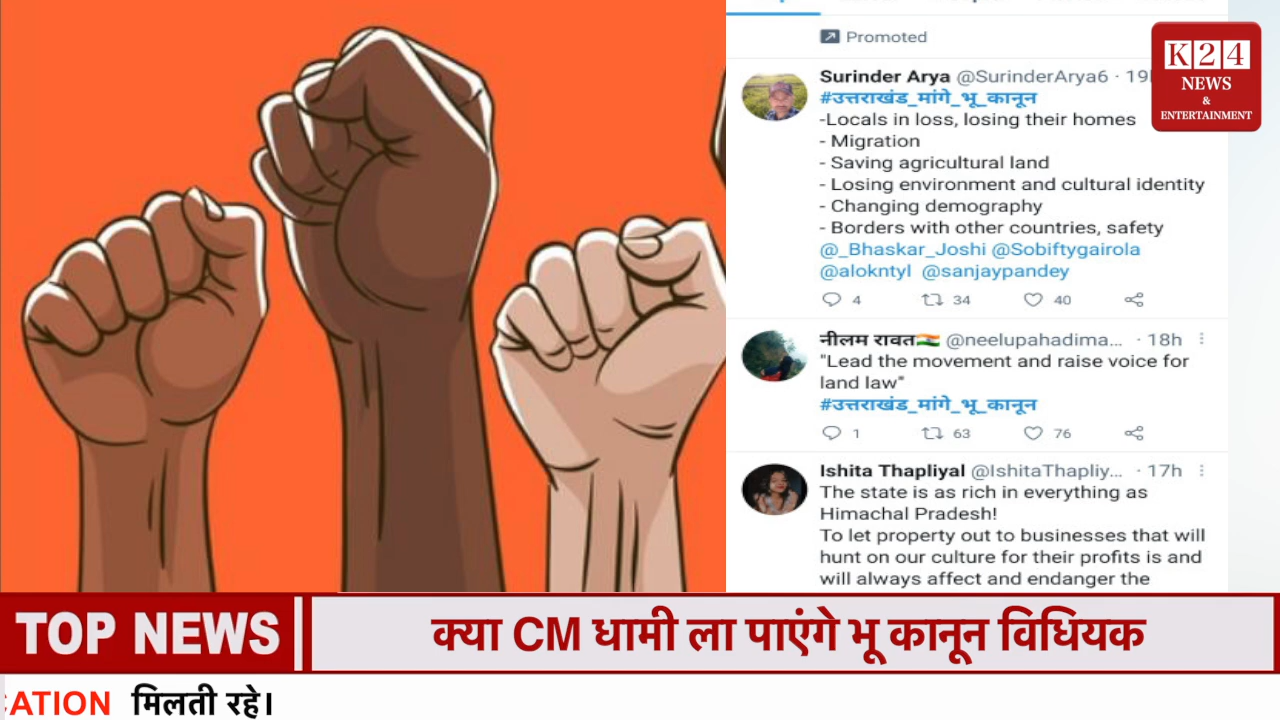 Promoted
K24
NEWS
&
ENTERTAINMENT
Surinder Arya @SurinderArya6 · 19
#उत्तराखंड_मांगे_भू_कानून
-Locals in loss, losing their homes
- Migration
- Saving agricultural land
- Losing environment and cultural identity
- Changing demography
- Borders with other countries, safety
@_Bhaskar_Joshi @Sobiftygairola
@alokntyl @sanjaypandey
4 34 40
नीलम रावत @neelupahadima... · 18h
"Lead the movement and raise voice for
land law"
#उत्तराखंड_मांगे_भू_कानून
1 63 76
Ishita Thapliyal @IshitaThapliy... · 17h
The state is as rich in everything as
Himachal Pradesh!
To let property out to businesses that will
hunt on our culture for their profits is and
will always affect and endanger the
TOP NEWS
क्या CM धामी ला पाएंगे भू कानून विधियक
CATION मिलती रहे।